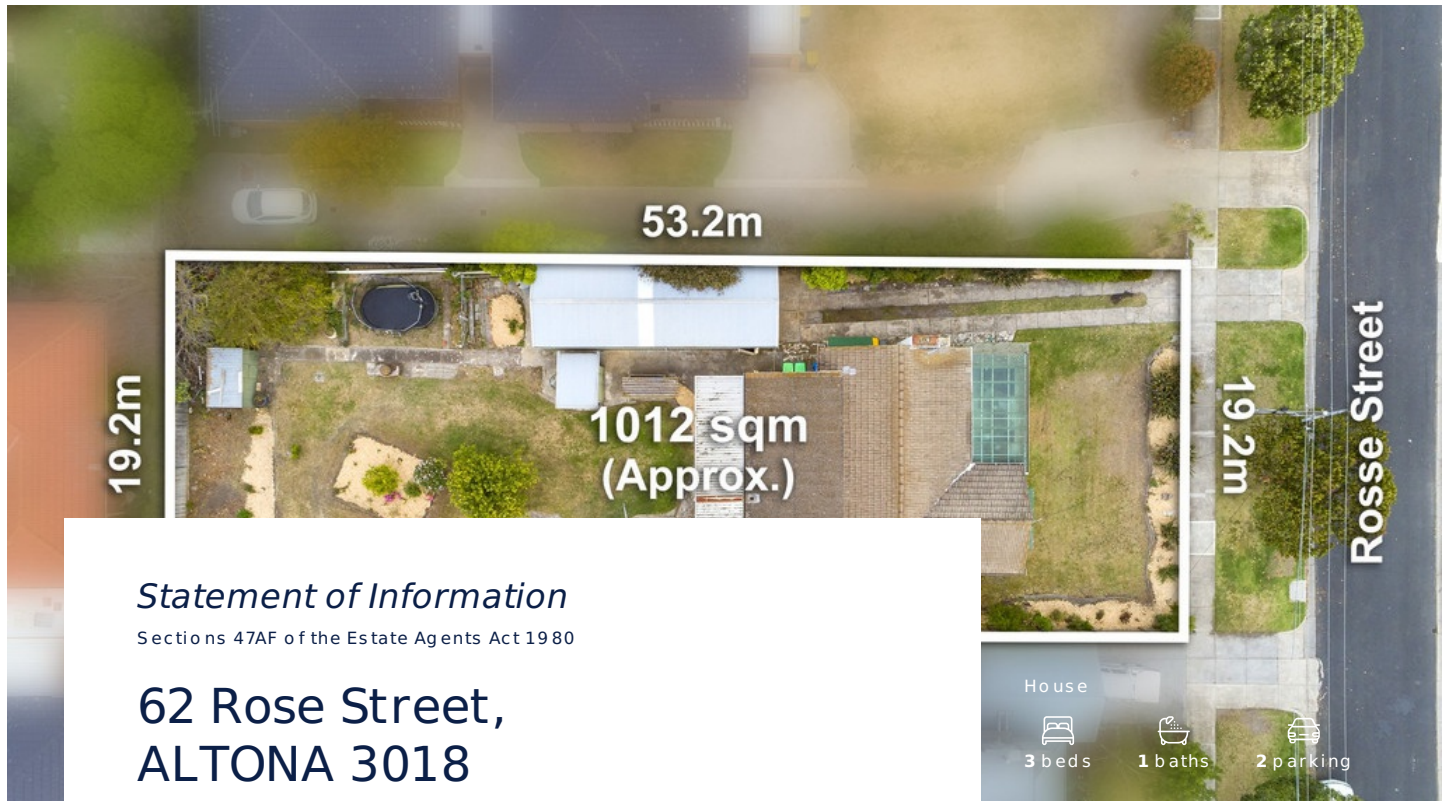 53.2m
19.2m
1012 sqm
(Approx.)
19.2m
Rosse Street
Statement of Information
Sections 47AF of the Estate Agents Act 1980
62 Rose Street,
ALTONA 3018
House
3 beds
1 baths
2 parking